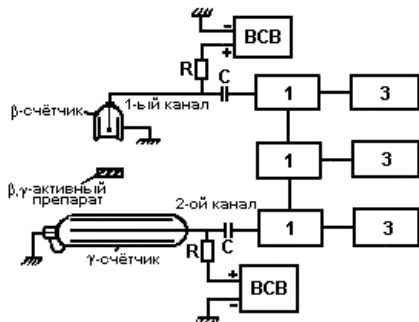 ВСВ
R
C
1-ый канал
β-счётчик
1
3
1
3
β,γ-активный
препарат
2-ой канал
C
1
3
R
γ-счётчик
ВСВ